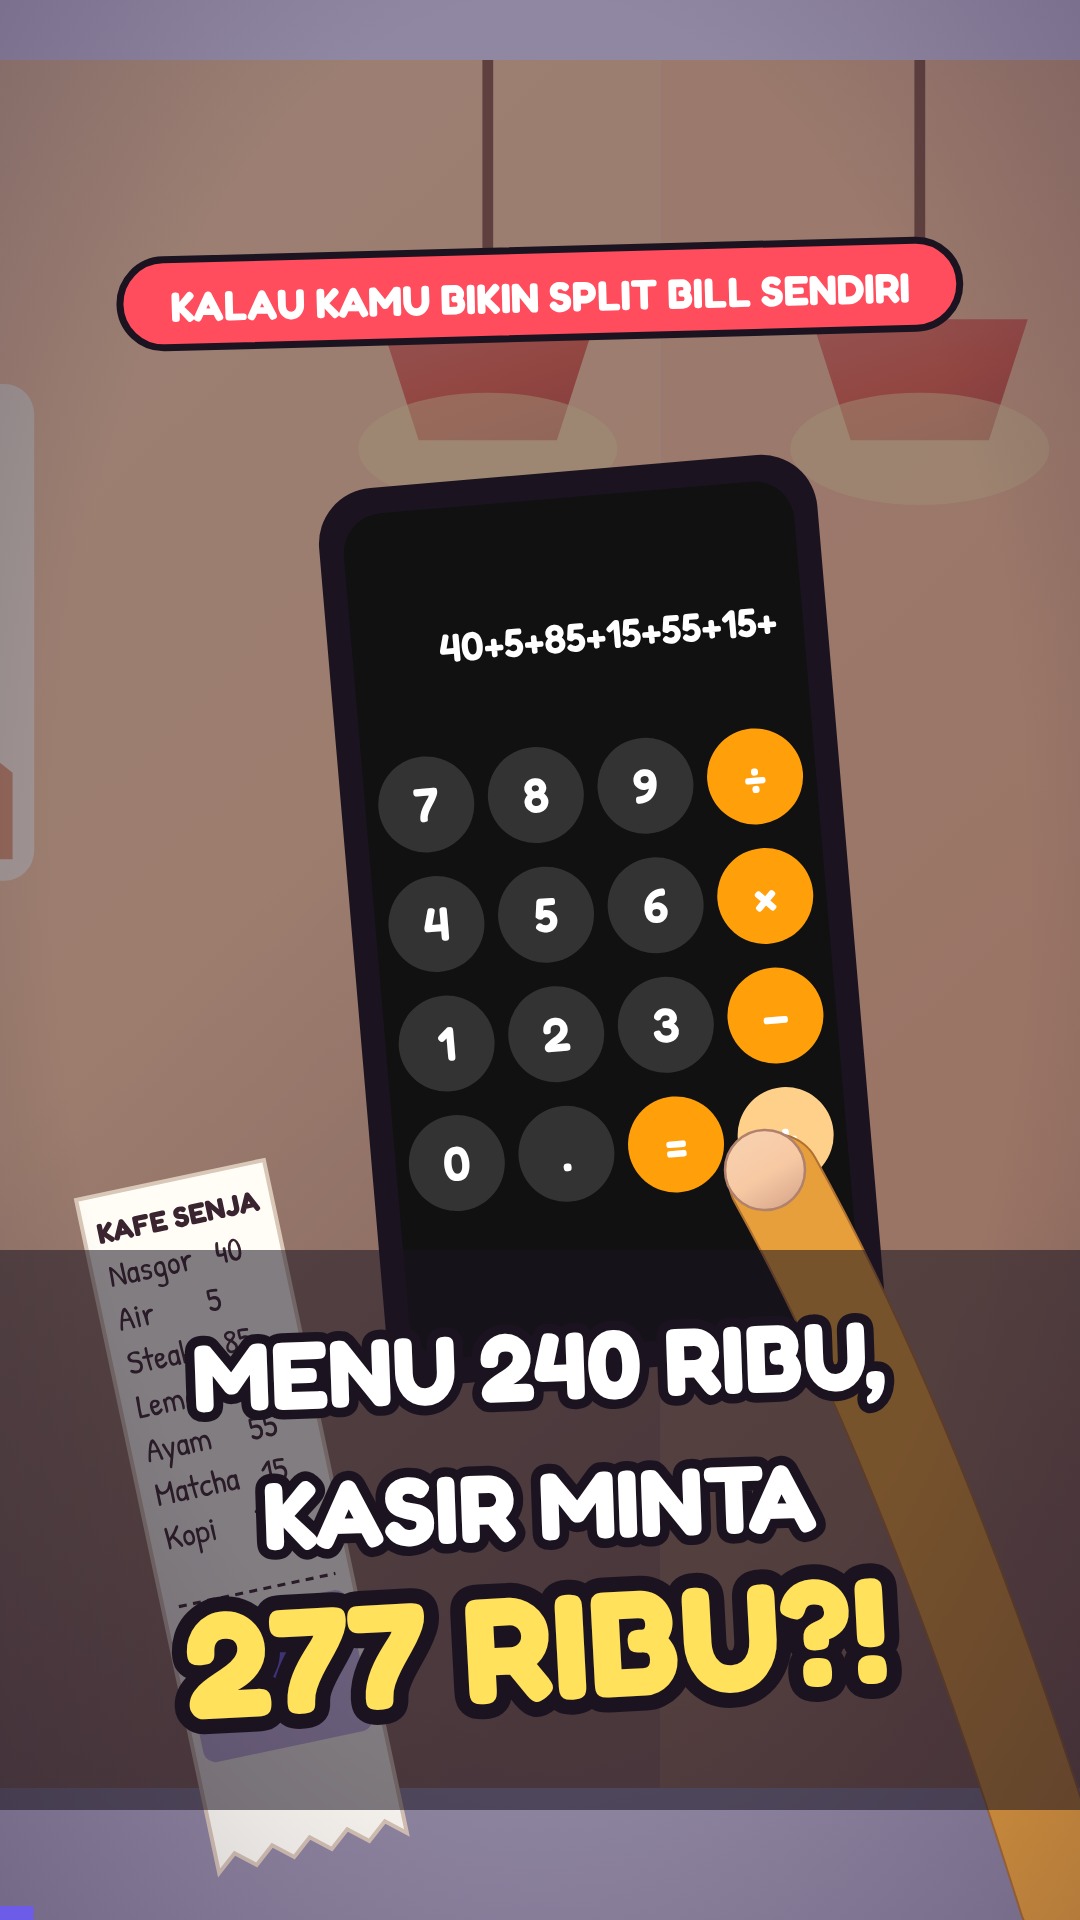 KALAU KAMU BIKIN SPLIT BILL SENDIRI
40+5+85+15+55+15+
7 8 9 ÷
4 5 6 ×
1 2 3 −
0 . =
KAFE SENJA
Nasgor 40
Air 5
85
Ayam 55
Matcha 15
Kopi
MENU 240 RIBU,
KASIR MINTA
277 RIBU?!